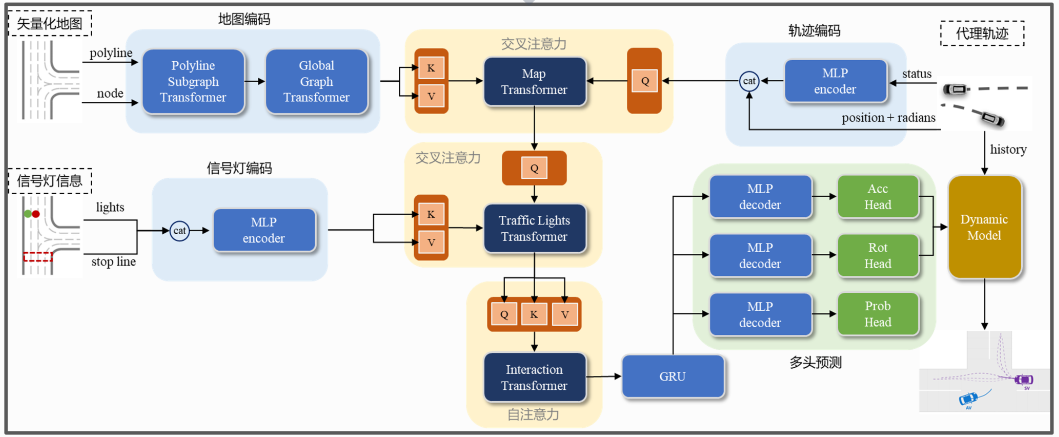 矢量化地图
地图编码
交叉注意力
轨迹编码
代理轨迹
polyline
node
Polyline
Subgraph
Transformer
Global
Graph
Transformer
K
V
Map
Transformer
Q
cat
MLP
encoder
status
position + radians
history
信号灯信息
信号灯编码
交叉注意力
Q
lights
stop line
cat
MLP
encoder
K
V
Traffic Lights
Transformer
MLP
decoder
Acc
Head
MLP
decoder
Rot
Head
MLP
decoder
Prob
Head
Dynamic
Model
Q
K
V
Interaction
Transformer
自注意力
GRU
多头预测
SV
AV